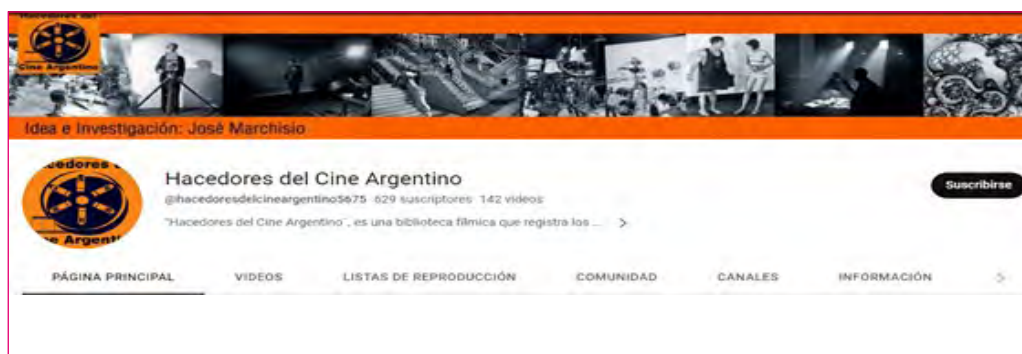 Hacedores del
Cine Argentino
Idea e Investigación: José Marchisio
Hacedores del Cine Argentino
@hacedoresdelcineargentino5675 629 suscriptores 142 videos
"Hacedores del Cine Argentino", es una biblioteca fílmica que registra los ... >
Suscribirse
PÁGINA PRINCIPAL VIDEOS LISTAS DE REPRODUCCIÓN COMUNIDAD CANALES INFORMACIÓN >